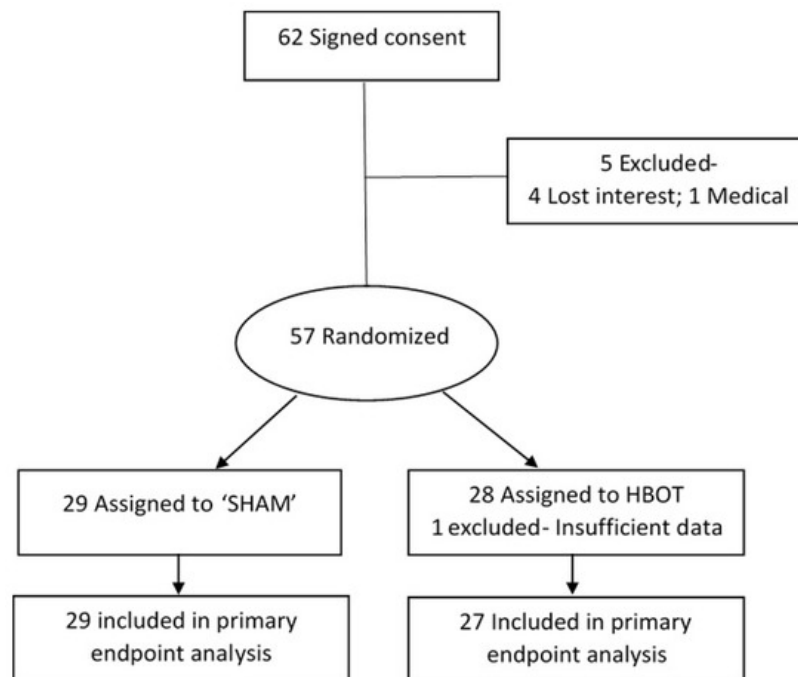 62 Signed consent
5 Excluded-
4 Lost interest; 1 Medical
57 Randomized
29 Assigned to ‘SHAM’
28 Assigned to HBOT
1 excluded- Insufficient data
29 included in primary
endpoint analysis
27 Included in primary
endpoint analysis